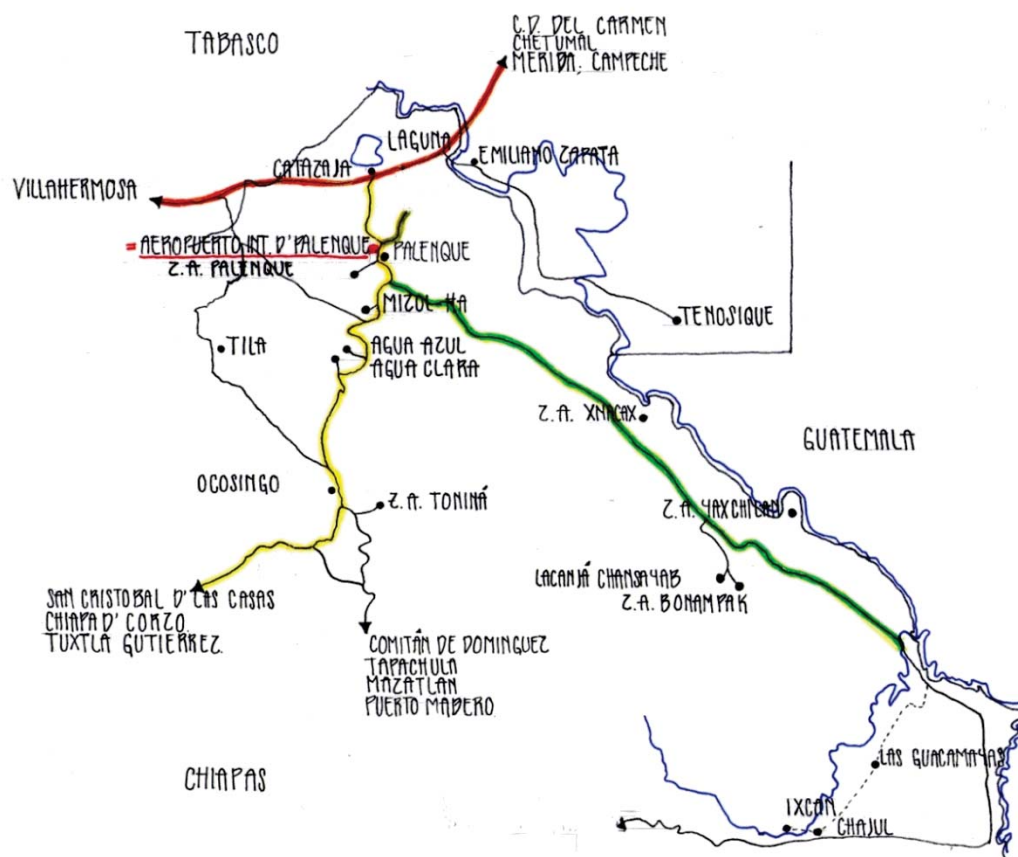 TABASCO
C.D. DEL CARMEN
CHETUMAL
MERIDA, CAMPECHE
LAGUNA
CATAZAJA
EMILIANO ZAPATA
VILLAHERMOSA
= AEROPUERTO INT. D'PALENQUE
PALENQUE
Z.A. PALENQUE
MIZOL HA
TENOSIQUE
TILA
AGUA AZUL
AGUA CLARA
Z.A. XNACAX
GUATEMALA
OCOSINGO
Z.A. TONINÁ
Z.A. YAXCHILAN
LACANJÁ CHANSAYAB
Z.A. BONAMPAK
SAN CRISTOBAL D' LAS CASAS
CHIAPA D' CORZO
TUXTLA GUTIERREZ.
COMITÁN DE DOMINGUEZ
TAPACHULA
MAZATLAN
PUERTO MADERO
CHIAPAS
LAS GUACAMAYAS
IXCAN
CHAJUL